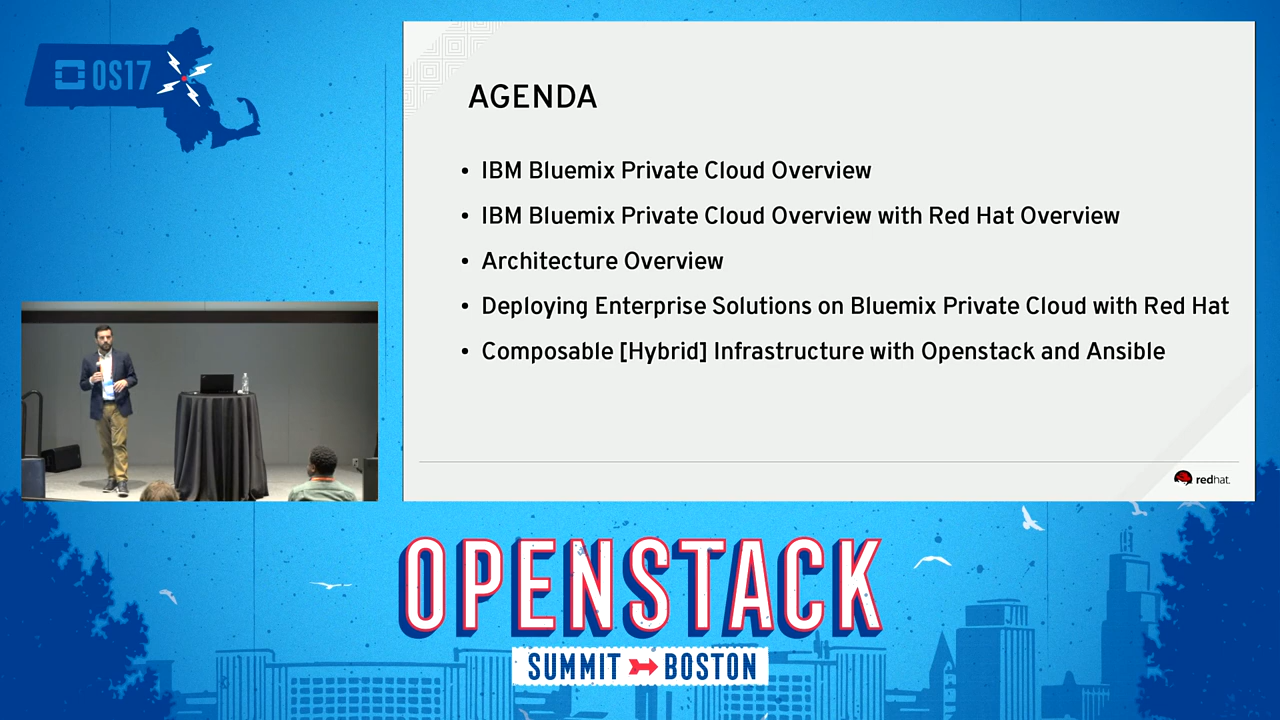 OS17
AGENDA
• IBM Bluemix Private Cloud Overview
• IBM Bluemix Private Cloud Overview with Red Hat Overview
• Architecture Overview
• Deploying Enterprise Solutions on Bluemix Private Cloud with Red Hat
• Composable [Hybrid] Infrastructure with Openstack and Ansible
redhat.
OPENSTACK
SUMMIT BOSTON